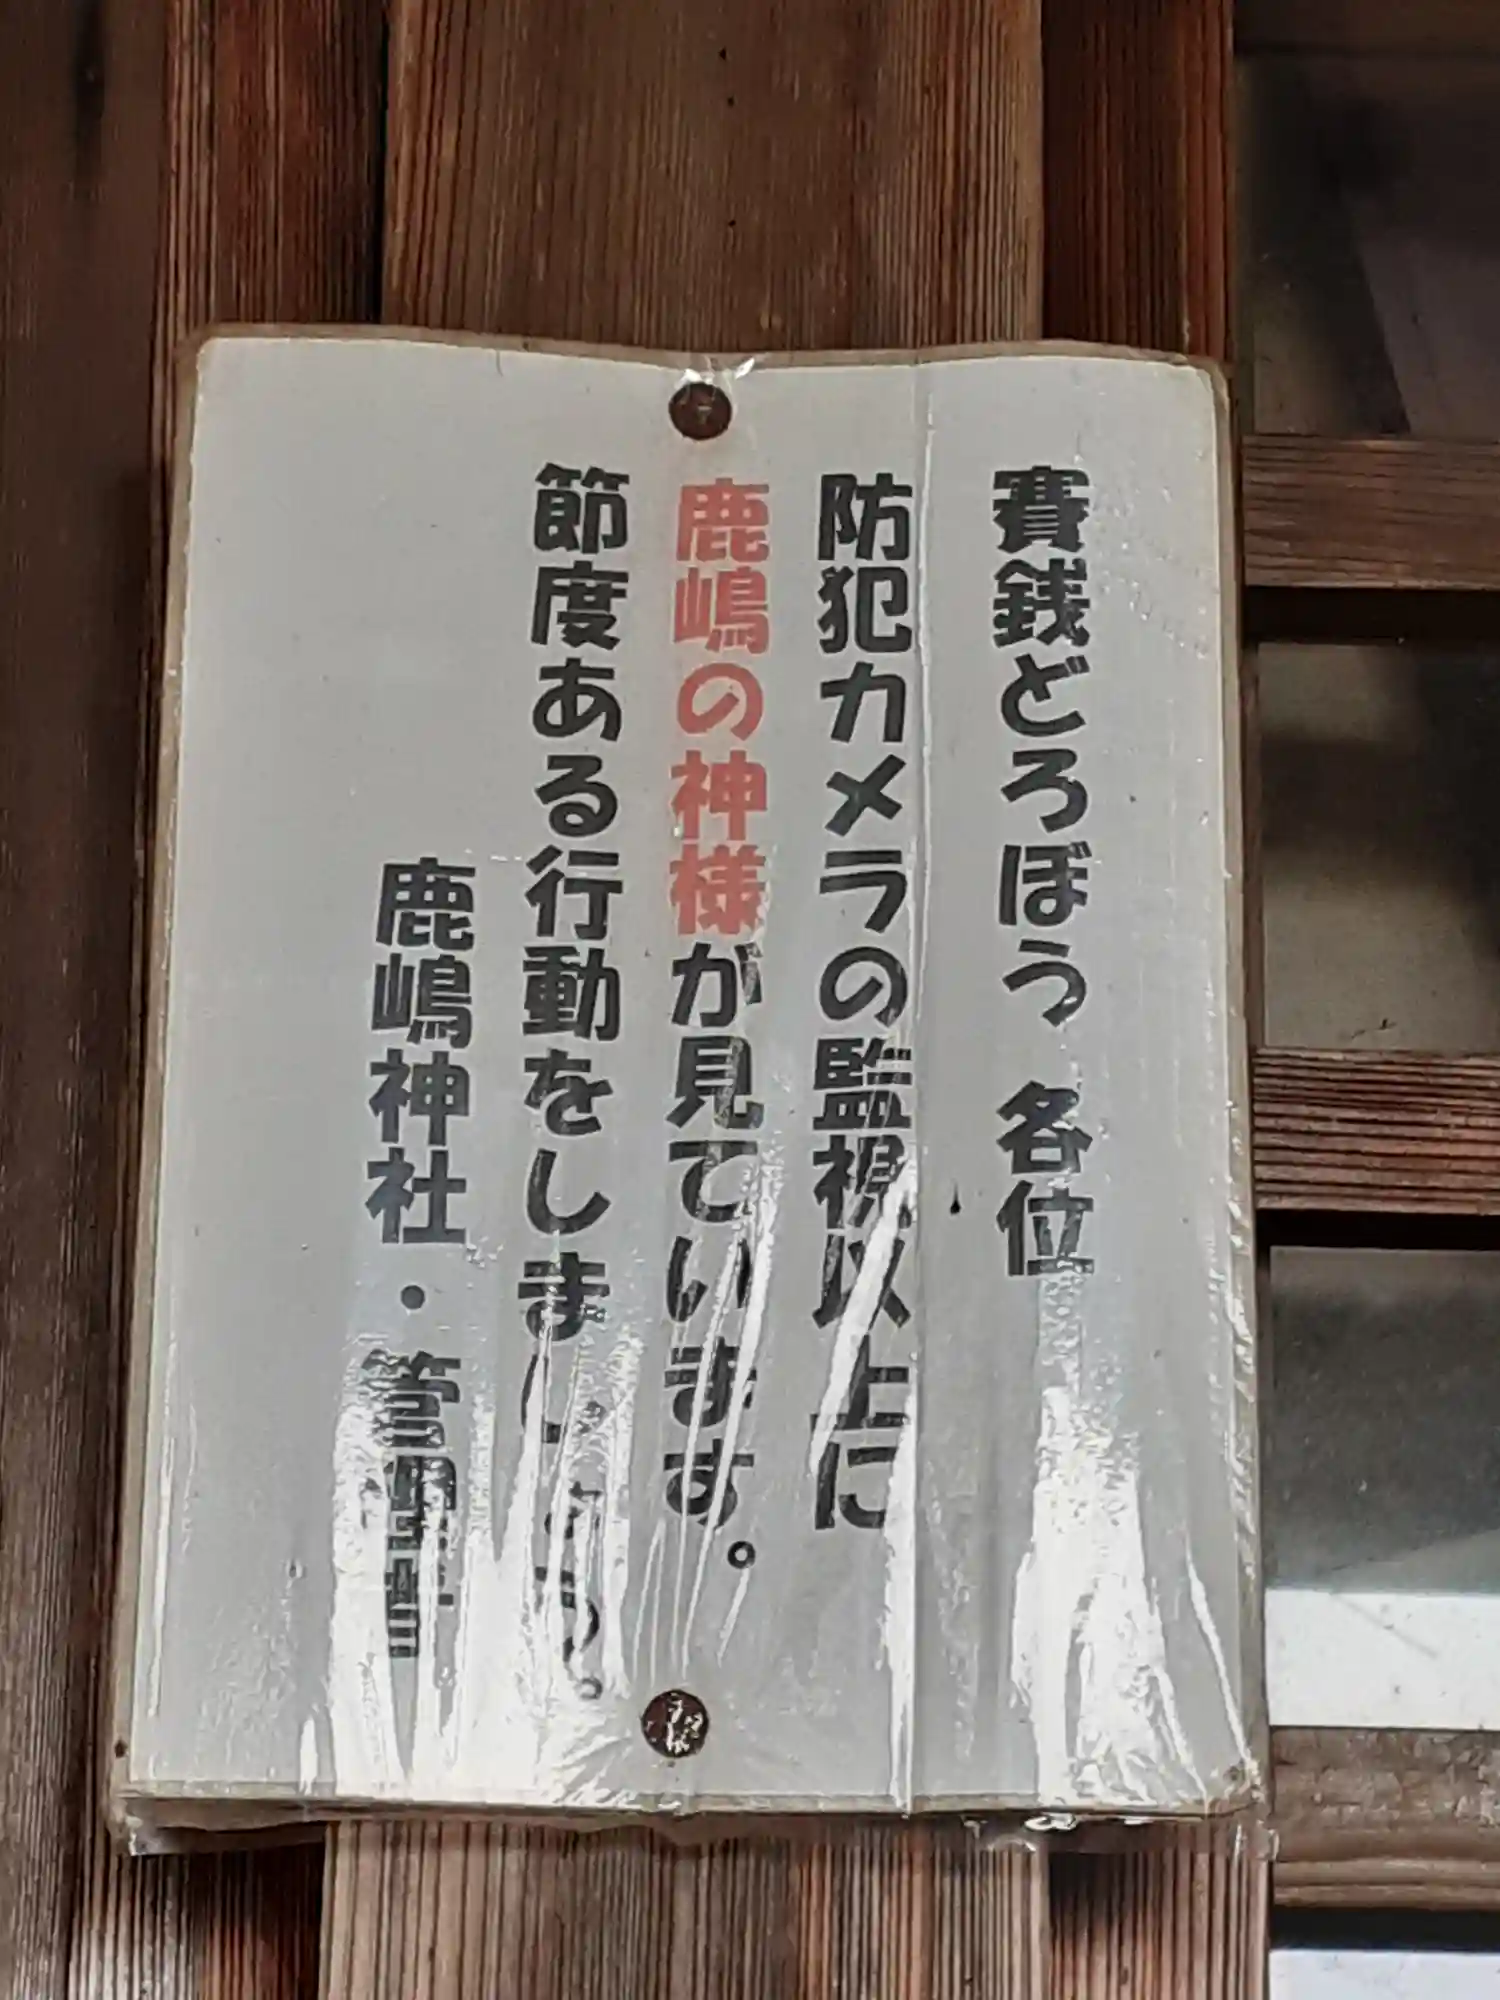 賽銭どろぼう 各位
防犯カメラの監視以上に
鹿嶋の神様が見ています。
節度ある行動をしましょう。
鹿嶋神社・管理者